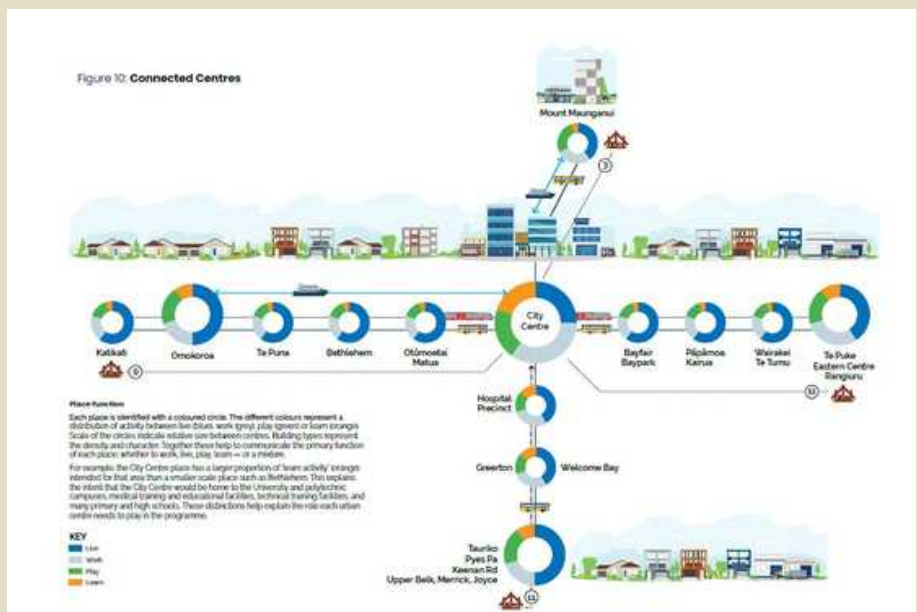 Figure 10: Connected Centres
Mount Maunganui
3
City
Centre
Katikati
Omokoroa
Te Puna
Bethlehem
Otūmoetai
Matua
Bayfair
Baypark
Pāpāmoa
Kairua
Wairakei
Te Tumu
Te Puke
Eastern Centre
Rangiuru
9
Hospital
Precinct
Greerton
Welcome Bay
Tauriko
Pyes Pa
Keenan Rd
Upper Belk, Merrick, Joyce
Place function
Each place is identified with a coloured circle. The different colours represent a
distribution of activity between live (blue), work (grey), play (green) or learn (orange).
Scale of the circles indicate relative size between centres. Building types represent
the density and character. Together these help to communicate the primary function
of each place: whether to work, live, play, learn — or a mixture.
For example, the City Centre place has a larger proportion of 'learn activity' (orange)
intended for that area than a smaller scale place such as Bethlehem. This explains
the intent that the City Centre would be home to the University and polytechnic
campuses, medical training and educational facilities, technical training facilities, and
many primary and high schools. These distinctions help explain the role each urban
centre needs to play in the programme.
KEY
Live
Work
Play
Learn